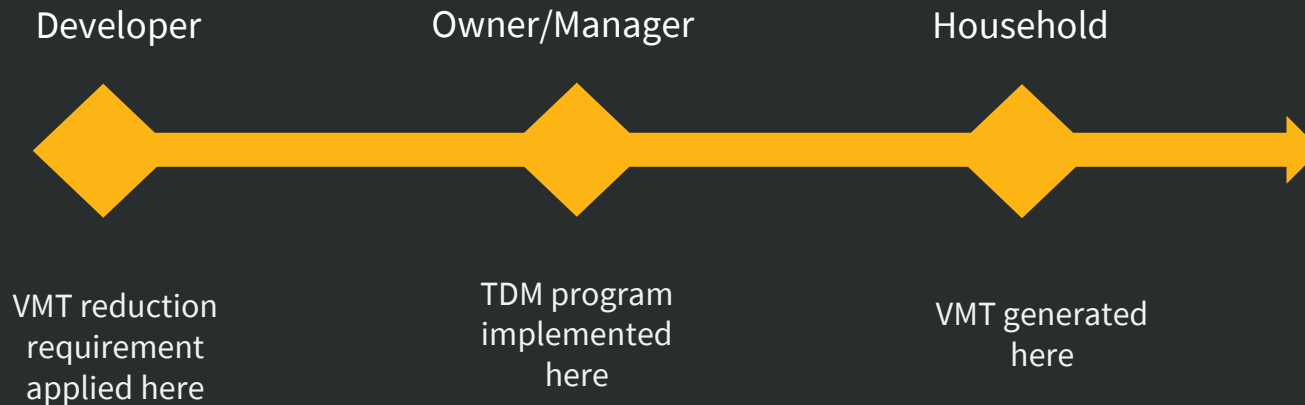 Developer
Owner/Manager
Household
VMT reduction
requirement
applied here
TDM program
implemented
here
VMT generated
here